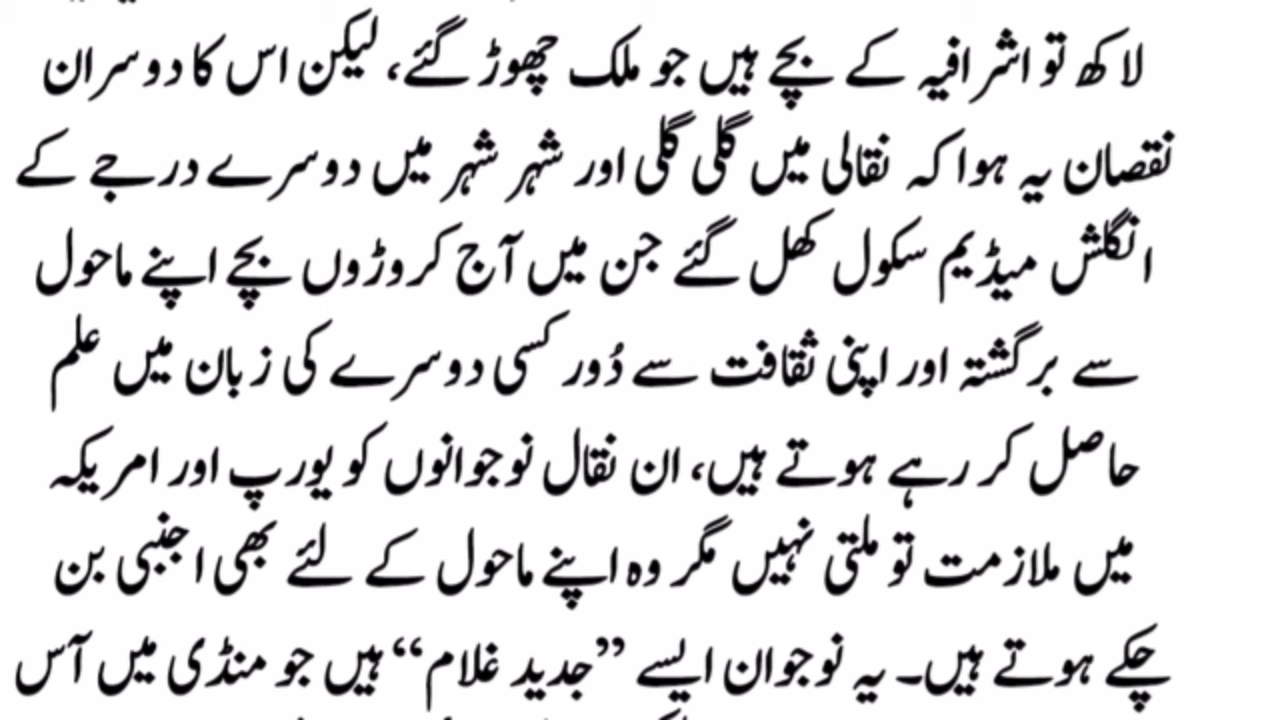 لاکھ تو اشرافیہ کے بچے ہیں جو ملک چھوڑ گئے، لیکن اس کا دوسران
نقصان یہ ہوا کہ نقالی میں گلی گلی اور شہر شہر میں دوسرے درجے کے
انگلش میڈیم سکول کھل گئے جن میں آج کروڑوں بچے اپنے ماحول
سے برگشتہ اور اپنی ثقافت سے دُور کسی دوسرے کی زبان میں علم
حاصل کر رہے ہوتے ہیں، ان نقال نوجوانوں کو یورپ اور امریکہ
میں ملازمت تو ملتی نہیں مگر وہ اپنے ماحول کے لئے بھی اجنبی بن
چکے ہوتے ہیں۔ یہ نوجوان ایسے ”جدید غلام“ ہیں جو منڈی میں آس